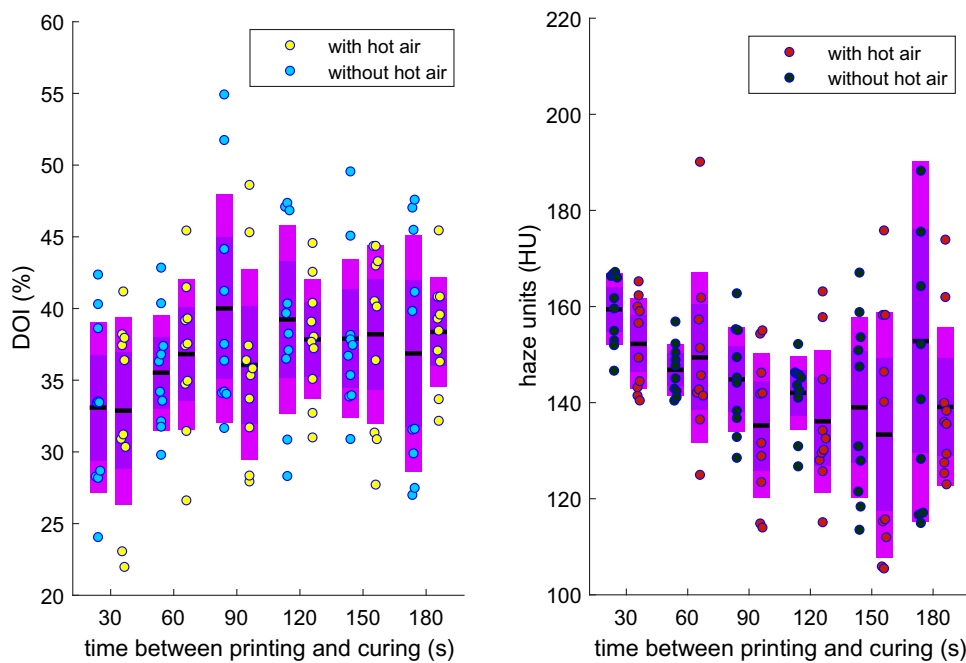 60
55
50
45
40
35
30
25
20
DOI (%)
with hot air
without hot air
30 60 90 120 150 180
time between printing and curing (s)
220
200
180
160
140
120
100
haze units (HU)
with hot air
without hot air
30 60 90 120 150 180
time between printing and curing (s)